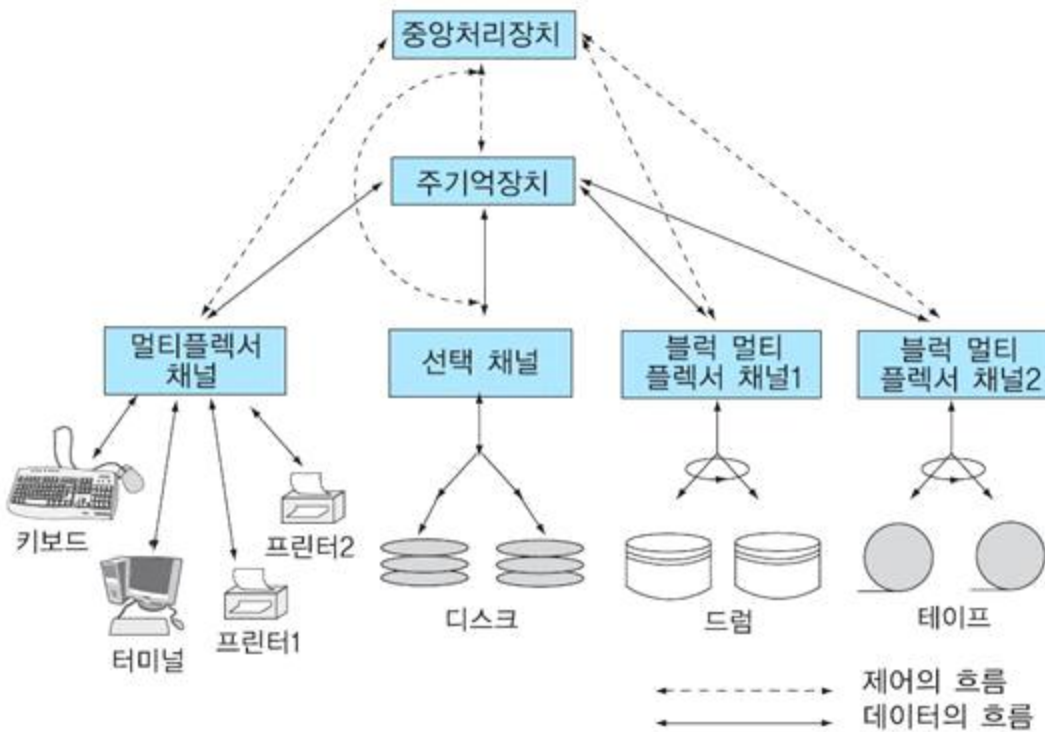 중앙처리장치
주기억장치
멀티플렉서
채널
선택 채널
블럭 멀티
플렉서 채널1
블럭 멀티
플렉서 채널2
키보드
터미널
프린터1
프린터2
디스크
드럼
테이프
제어의 흐름
데이터의 흐름